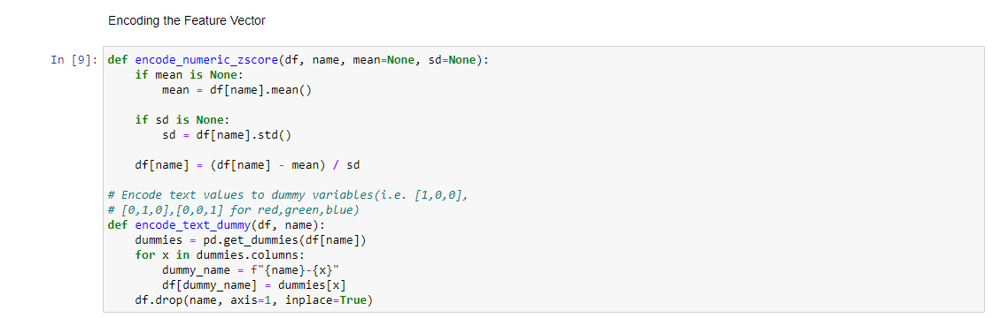 Encoding the Feature Vector
In [9]: def encode_numeric_zscore(df, name, mean=None, sd=None):
    if mean is None:
        mean = df[name].mean()

    if sd is None:
        sd = df[name].std()

    df[name] = (df[name] - mean) / sd

# Encode text values to dummy variables(i.e. [1,0,0],
# [0,1,0],[0,0,1] for red,green,blue)
def encode_text_dummy(df, name):
    dummies = pd.get_dummies(df[name])
    for x in dummies.columns:
        dummy_name = f"{name}-{x}"
        df[dummy_name] = dummies[x]
    df.drop(name, axis=1, inplace=True)